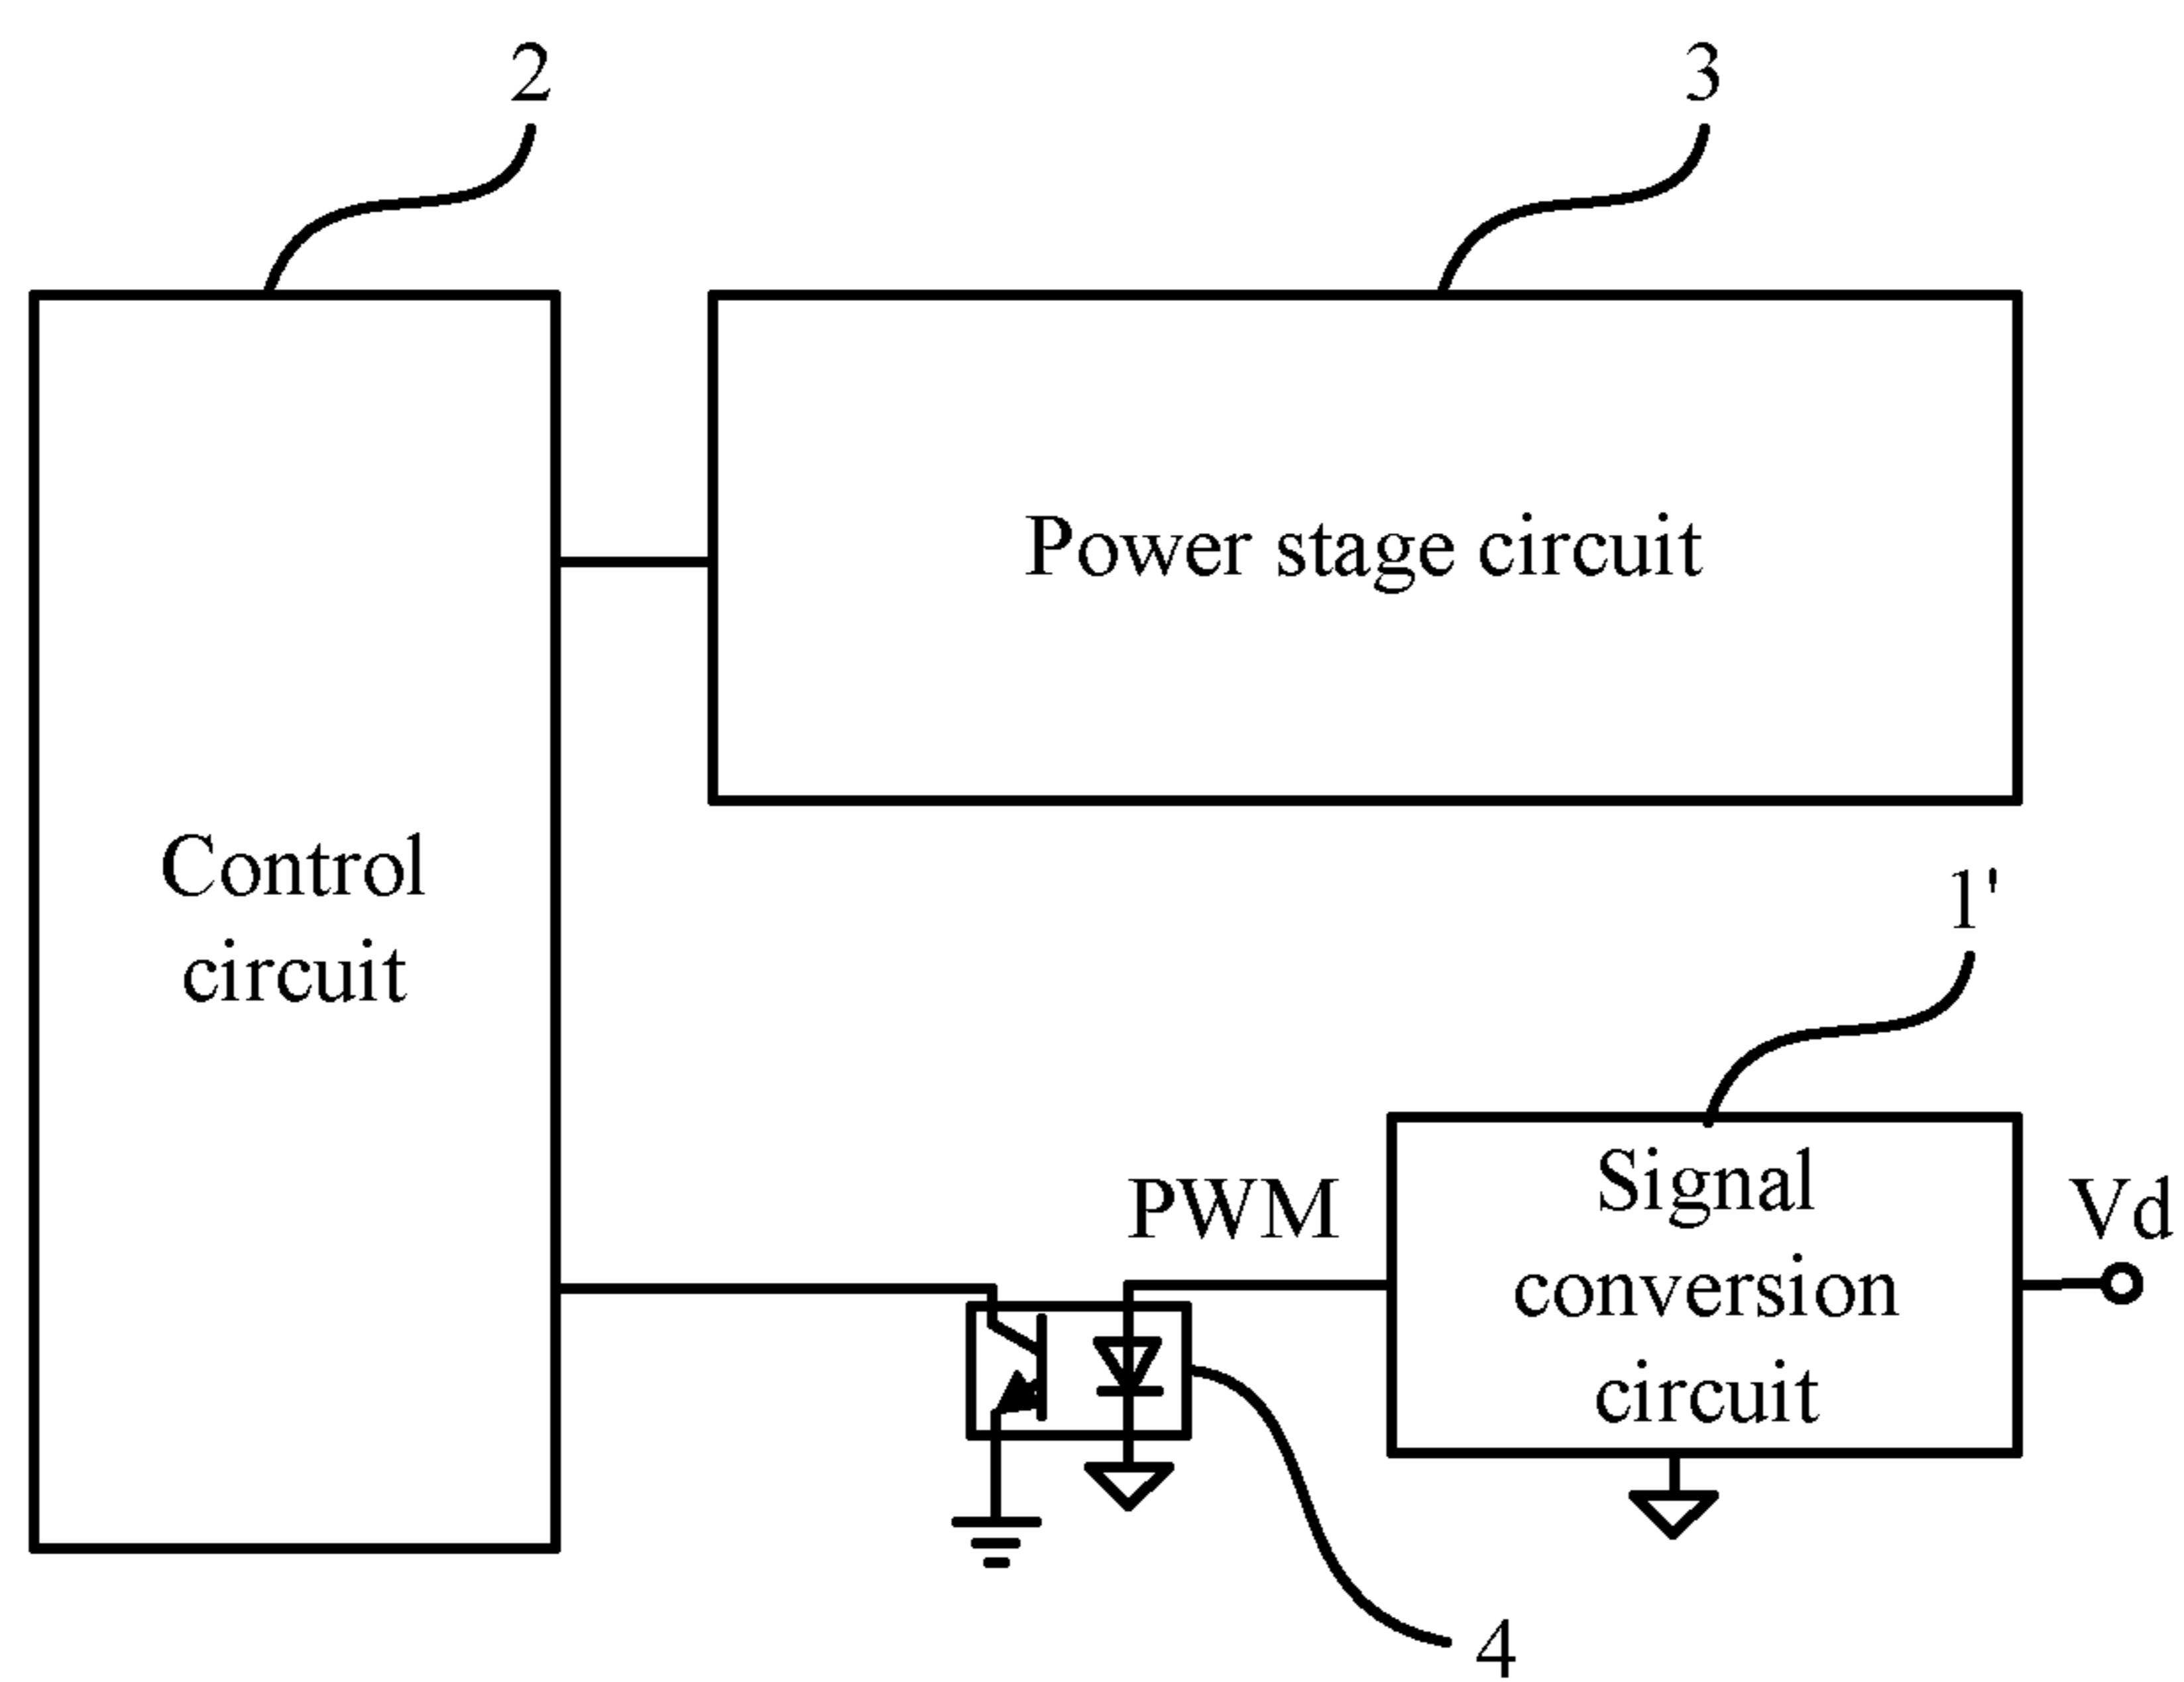 2
3
Power stage circuit
Control
circuit
1'
PWM
Signal
conversion
circuit
Vd
4